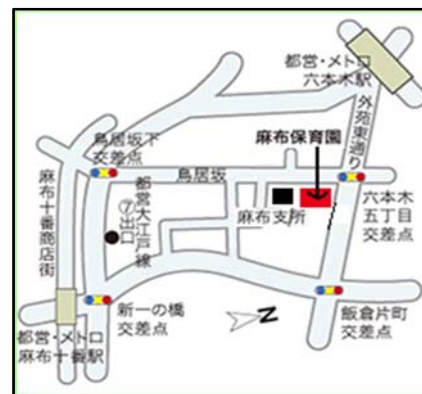 都営・メトロ
六本木駅
外苑東通り
鳥居坂下
交差点
麻布保育園
鳥居坂
麻布十番商店街
都営大江戸線
⑦出口
麻布支所
六本木
五丁目
交差点
新一の橋
交差点
飯倉片町
交差点
都営・メトロ
麻布十番駅
N